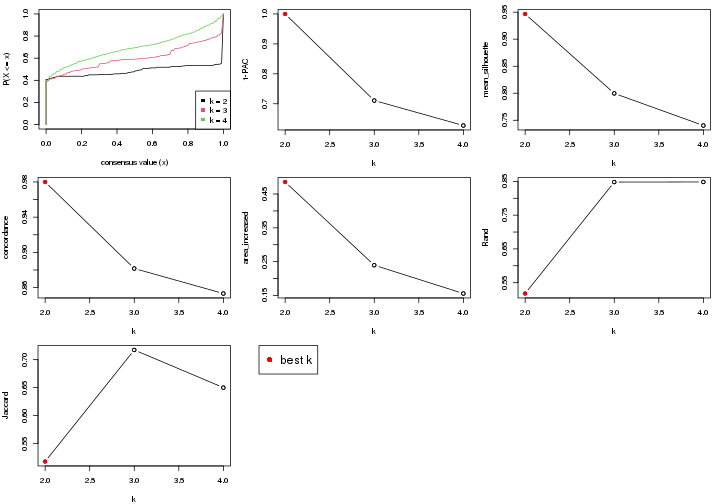 P(X <= x)
0.0 0.2 0.4 0.6 0.8 1.0
k = 2
k = 3
k = 4
0.0 0.2 0.4 0.6 0.8 1.0
consensus value (x)
1-PAC
0.7 0.8 0.9 1.0
2.0 2.5 3.0 3.5 4.0
k
mean_silhouette
0.75 0.80 0.85 0.90 0.95
2.0 2.5 3.0 3.5 4.0
k
concordance
0.86 0.90 0.94 0.98
2.0 2.5 3.0 3.5 4.0
k
area_increased
0.15 0.25 0.35 0.45
2.0 2.5 3.0 3.5 4.0
k
Rand
0.55 0.65 0.75 0.85
2.0 2.5 3.0 3.5 4.0
k
Jaccard
0.55 0.60 0.65 0.70
2.0 2.5 3.0 3.5 4.0
k
best k